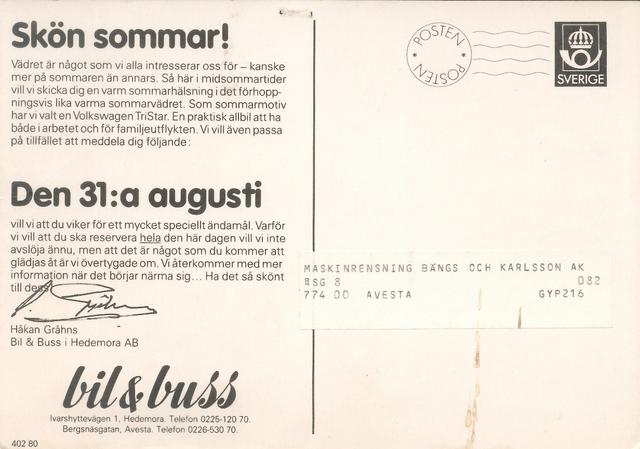 Skön sommar!
Vädret är något som vi alla intresserar oss för – kanske
mer på sommaren än annars. Så här i midsommartider
vill vi skicka dig en varm sommarhälsning i det förhopp-
ningsvis lika varma sommarvädret. Som sommarmotiv
har vi valt en Volkswagen TriStar. En praktisk allbil att ha
både i arbetet och för familjeutflykten. Vi vill även passa
på tillfället att meddela dig följande:
Den 31:a augusti
vill vi att du viker för ett mycket speciellt ändamål. Varför
vi vill att du ska reservera hela den här dagen vill vi inte
avslöja ännu, men att det är något som du kommer att
glädjas åt är vi övertygade om. Vi återkommer med mer
information när det börjar närma sig... Ha det så skönt
till dess.
Håkan Gråhns
Bil & Buss i Hedemora AB
bil & buss
Ivarshyttevägen 1, Hedemora. Telefon 0225-120 70.
Bergsnäsgatan, Avesta. Telefon 0226-530 70.
402 80
POSTEN
POSTEN
SVERIGE
MASKINRENSNING BÄNGS OCH KARLSSON AK
BSG 8 082
774 00 AVESTA GYP216